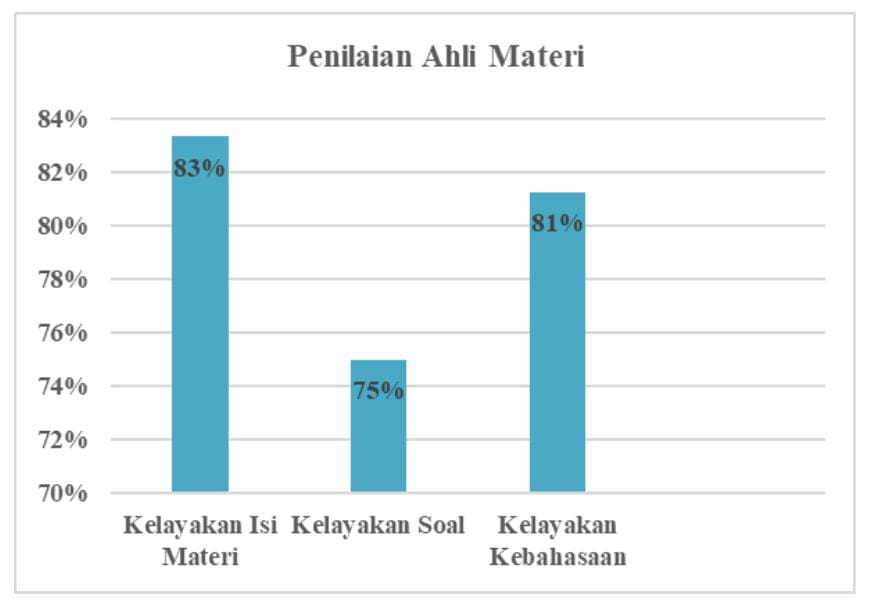 Penilaian Ahli Materi
84%
82%
80%
78%
76%
74%
72%
70%
83%
75%
81%
Kelayakan Isi
Materi
Kelayakan Soal
Kelayakan
Kebahasaan